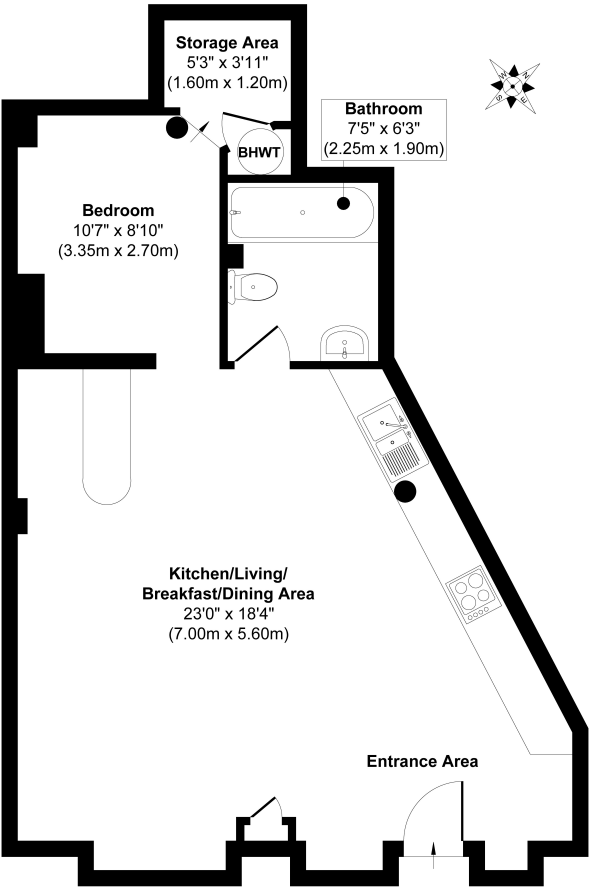 Storage Area
5'3" x 3'11"
(1.60m x 1.20m)
N
W
E
S
Bathroom
7'5" x 6'3"
(2.25m x 1.90m)
BHWT
Bedroom
10'7" x 8'10"
(3.35m x 2.70m)
Kitchen/Living/
Breakfast/Dining Area
23'0" x 18'4"
(7.00m x 5.60m)
Entrance Area